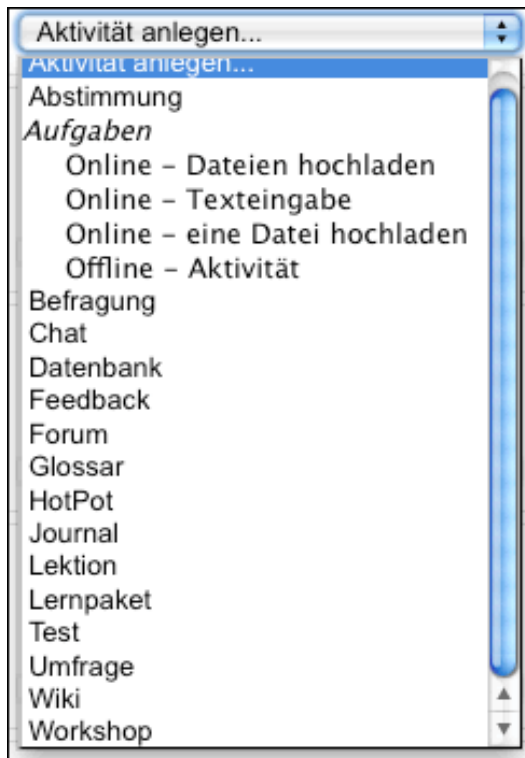 Aktivität anlegen...
Aktivität anlegen...
Abstimmung
Aufgaben
Online – Dateien hochladen
Online – Texteingabe
Online – eine Datei hochladen
Offline – Aktivität
Befragung
Chat
Datenbank
Feedback
Forum
Glossar
HotPot
Journal
Lektion
Lernpaket
Test
Umfrage
Wiki
Workshop